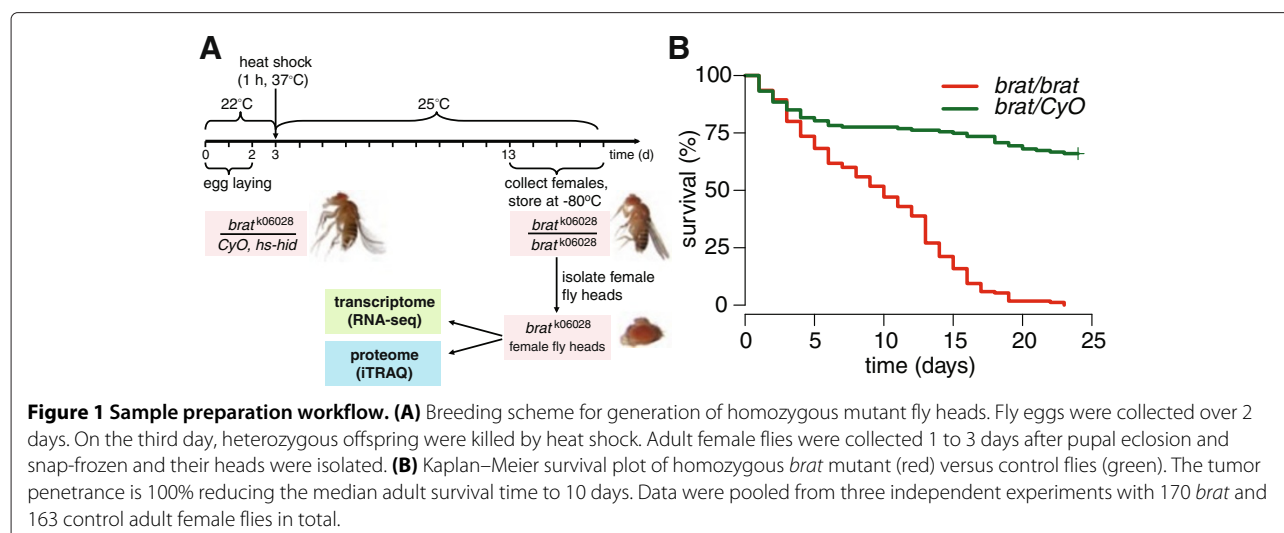 A
heat shock
(1 h, 37°C)
22°C
25°C
0
2
3
13
time (d)
egg laying
collect females,
store at -80°C
brat^k06028
CyO, hs-hid
brat^k06028
brat^k06028
isolate female
fly heads
transcriptome
(RNA-seq)
proteome
(iTRAQ)
brat^k06028
female fly heads
B
brat/brat
brat/CyO
100
75
50
25
0
survival (%)
0
5
10
15
20
25
time (days)
Figure 1 Sample preparation workflow. (A) Breeding scheme for generation of homozygous mutant fly heads. Fly eggs were collected over 2
days. On the third day, heterozygous offspring were killed by heat shock. Adult female flies were collected 1 to 3 days after pupal eclosion and
snap-frozen and their heads were isolated. (B) Kaplan–Meier survival plot of homozygous brat mutant (red) versus control flies (green). The tumor
penetrance is 100% reducing the median adult survival time to 10 days. Data were pooled from three independent experiments with 170 brat and
163 control adult female flies in total.